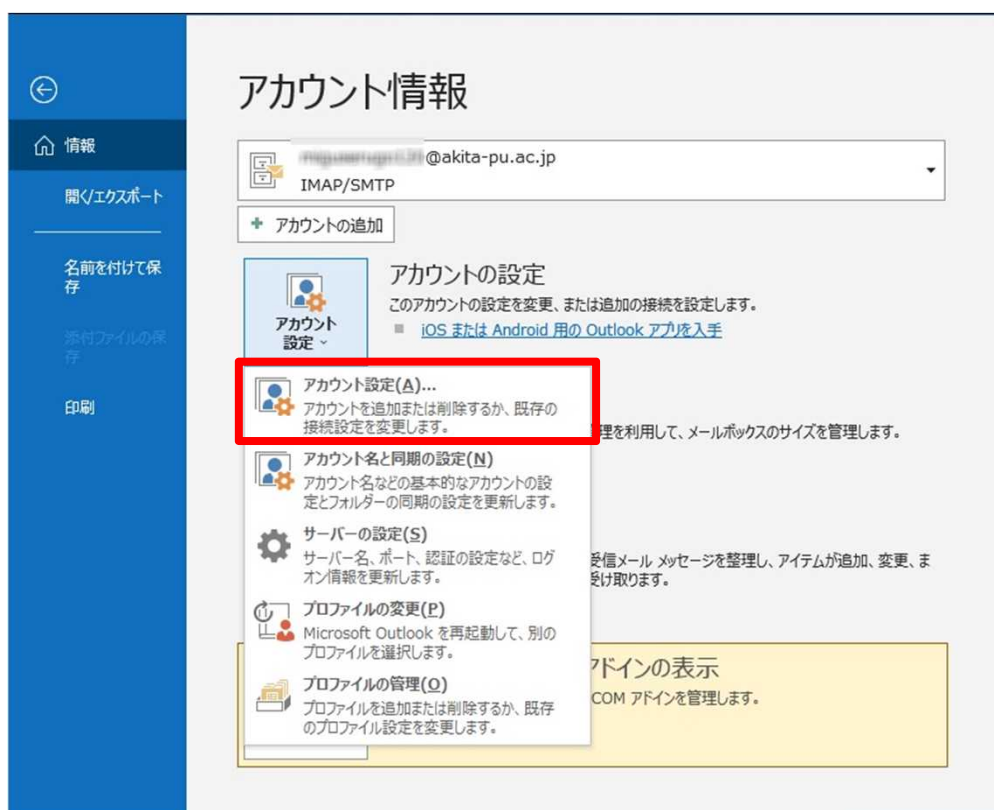 アカウント情報
情報
開く/エクスポート
名前を付けて保
存
添付ファイルの保
存
印刷
@akita-pu.ac.jp
IMAP/SMTP
アカウントの追加
アカウント
設定
アカウントの設定
このアカウントの設定を変更、または追加の接続を設定します。
iOS または Android 用の Outlook アプリを入手
アカウント設定(A)...
アカウントを追加または削除するか、既存の
接続設定を変更します。
理を利用して、メールボックスのサイズを管理します。
アカウント名と同期の設定(N)
アカウント名などの基本的なアカウントの設
定とフォルダーの同期の設定を更新します。
サーバーの設定(S)
サーバー名、ポート、認証の設定など、ログ
オン情報を更新します。
受信メール メッセージを整理し、アイテムが追加、変更、ま
受け取ります。
プロファイルの変更(P)
Microsoft Outlook を再起動して、別の
プロファイルを選択します。
プロファイルの管理(O)
プロファイルを追加または削除するか、既存
のプロファイル設定を変更します。
アドインの表示
COM アドインを管理します。